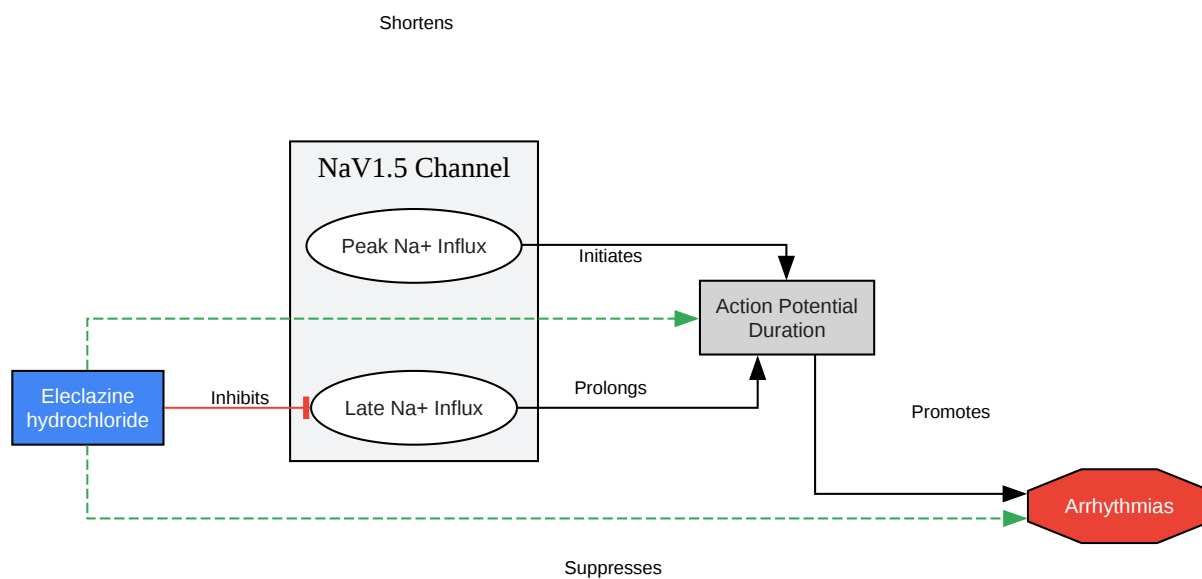 Shortens
NaV1.5 Channel
Peak Na+ Influx
Initiates
Action Potential
Duration
Eleclazine
hydrochloride
Inhibits
Late Na+ Influx
Prolongs
Promotes
Arrhythmias
Suppresses